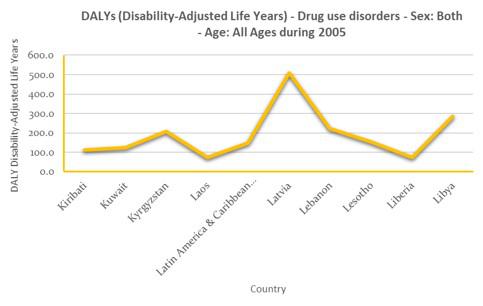 DALYs (Disability-Adjusted Life Years) - Drug use disorders - Sex: Both
- Age: All Ages during 2005
DALY Disability-Adjusted Life Years
600.0
500.0
400.0
300.0
200.0
100.0
0.0
Kiribati
Kuwait
Kyrgyzstan
Laos
Latin America & Caribbean...
Latvia
Lebanon
Lesotho
Liberia
Libya
Country